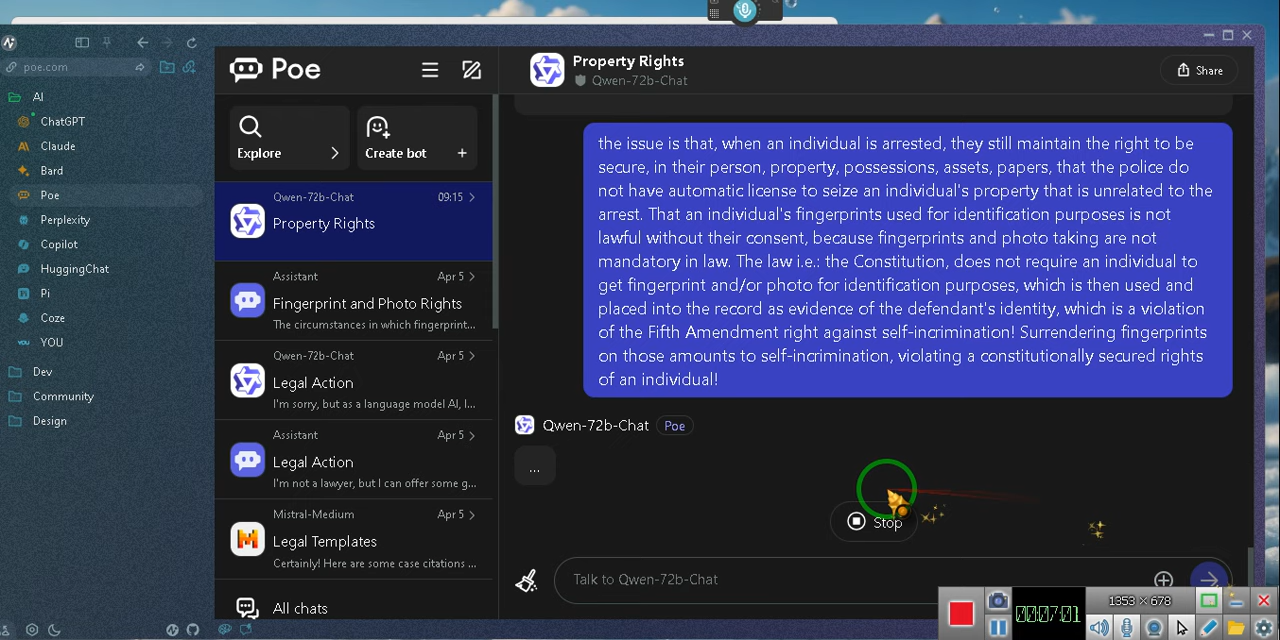 poe.com
AI
ChatGPT
Claude
Bard
Poe
Perplexity
Copilot
HuggingChat
Pi
Coze
YOU
YOU
Dev
Community
Design
Poe
Explore
Create bot
Qwen-72b-Chat
09:15
Property Rights
Assistant
Apr 5
Fingerprint and Photo Rights
The circumstances in which fingerprint...
Qwen-72b-Chat
Apr 5
Legal Action
I'm sorry, but as a language model AI, I...
Assistant
Apr 5
Legal Action
I'm not a lawyer, but I can offer some g...
Mistral-Medium
Apr 5
Legal Templates
Certainly! Here are some case citations ...
All chats
Property Rights
Qwen-72b-Chat
Share
the issue is that, when an individual is arrested, they still maintain the right to be
secure, in their person, property, possessions, assets, papers, that the police do
not have automatic license to seize an individual's property that is unrelated to the
arrest. That an individual's fingerprints used for identification purposes is not
lawful without their consent, because fingerprints and photo taking are not
mandatory in law. The law i.e.: the Constitution, does not require an individual to
get fingerprint and/or photo for identification purposes, which is then used and
placed into the record as evidence of the defendant's identity, which is a violation
of the Fifth Amendment right against self-incrimination! Surrendering fingerprints
on those amounts to self-incrimination, violating a constitutionally secured rights
of an individual!
Qwen-72b-Chat Poe
...
Stop
Talk to Qwen-72b-Chat
00:07:01
1353 × 678